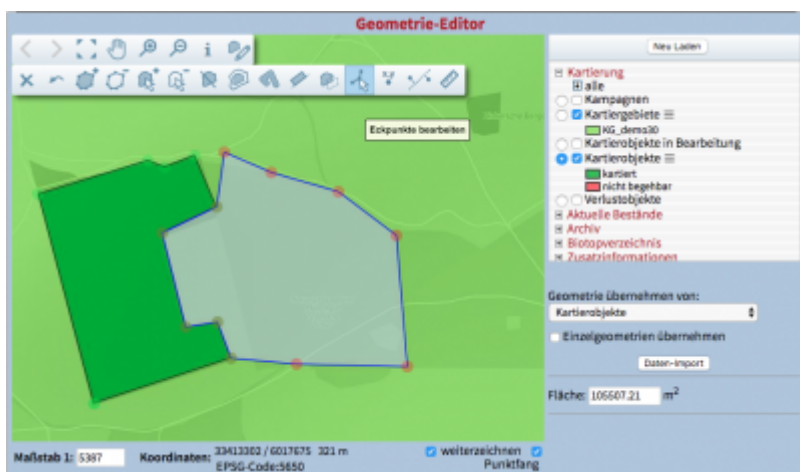 Geometrie-Editor
Neu Laden
Kartierung
alle
Kampagnen
Kartiergebiete
KG_demo30
Kartierobjekte in Bearbeitung
Kartierobjekte
kartiert
nicht begehbar
Verlustobjekte
Aktuelle Bestände
Archiv
Biotopverzeichnis
Zusatzinformationen
Eckpunkte bearbeiten
Geometrie übernehmen von:
Kartierobjekte
Einzelgeometrien übernehmen
Daten-Import
Fläche: 105507.21 m²
Maßstab 1: 5387 Koordinaten: 33413302 / 6017675 321 m
EPSG-Code:5650
weiterzeichnen
Punktfang